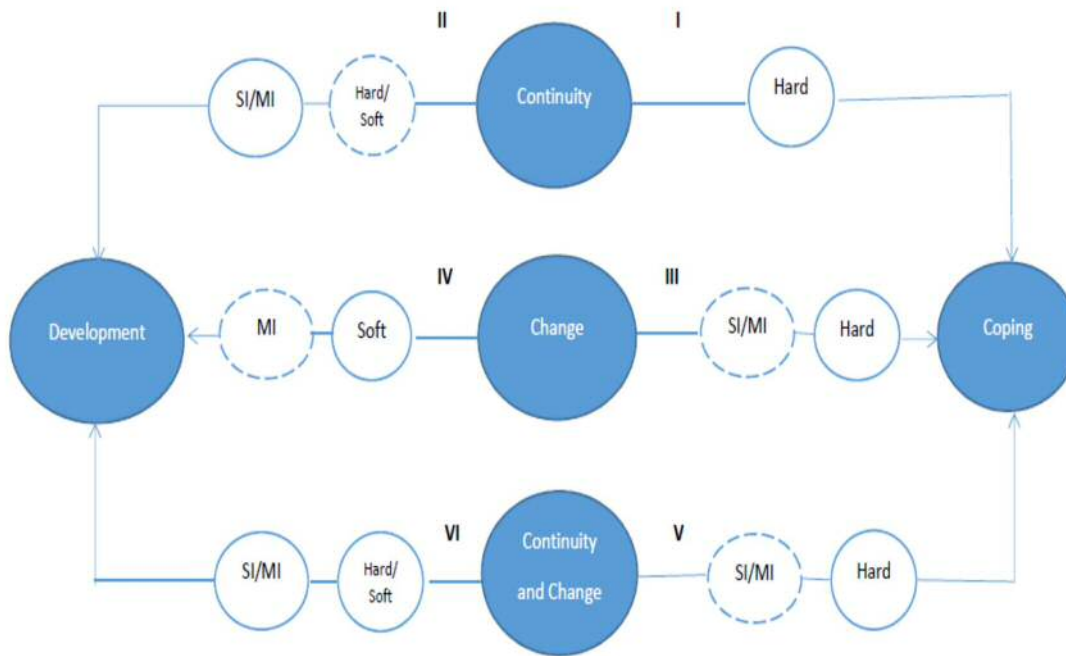 II
I
SI/MI
Hard/
Soft
Continuity
Hard
Development
IV
MI
Soft
Change
III
SI/MI
Hard
Coping
VI
SI/MI
Hard/
Soft
Continuity
and Change
V
SI/MI
Hard